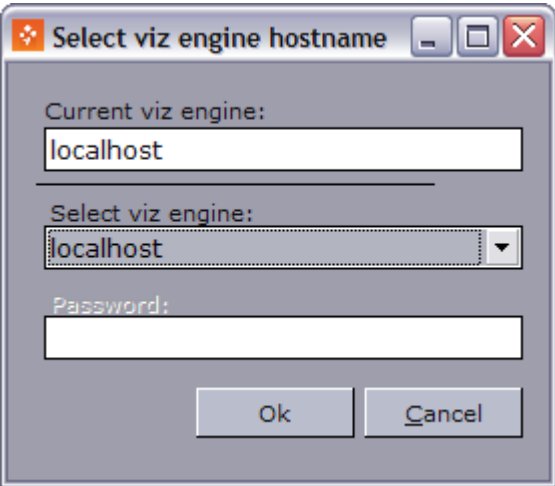 Select viz engine hostname
Current viz engine:
localhost
Select viz engine:
localhost
Password:
Ok
Cancel